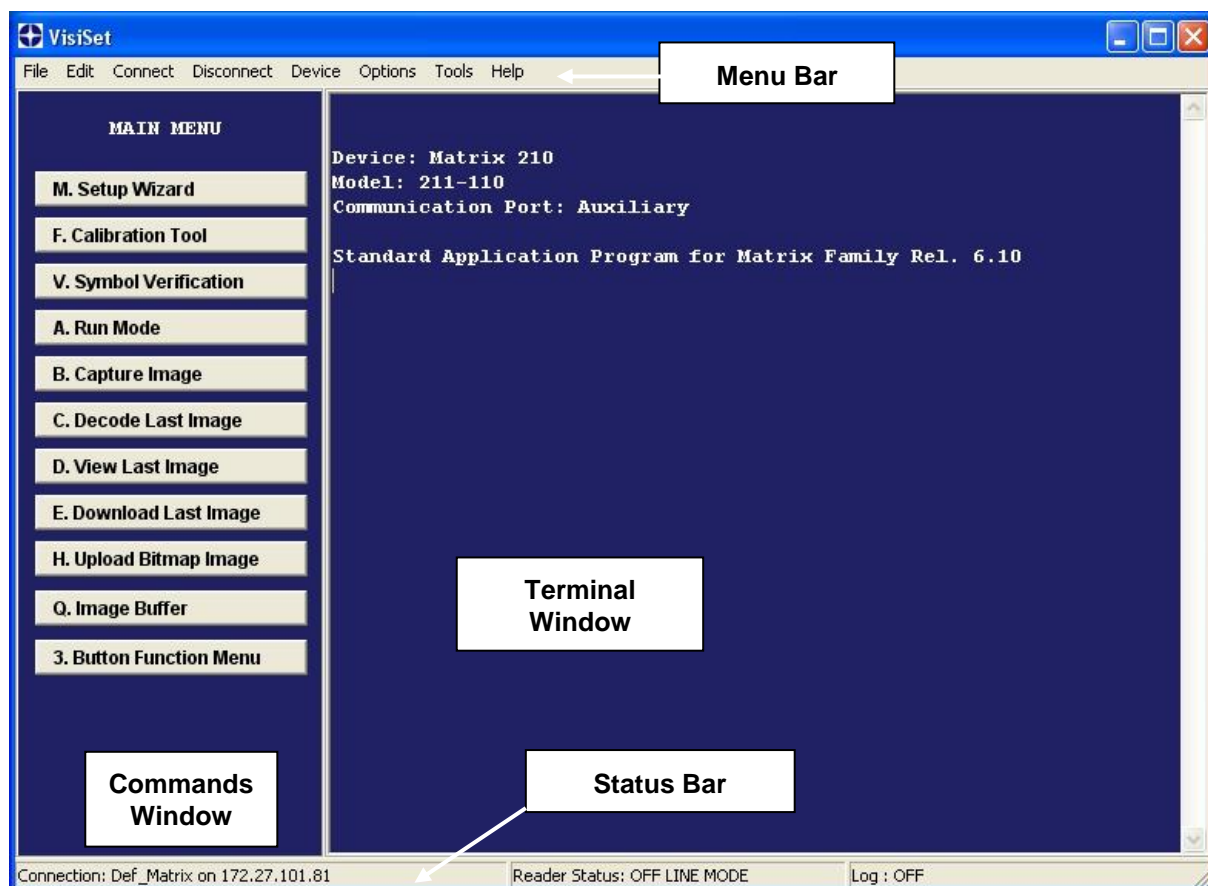 VisiSet
File Edit Connect Disconnect Device Options Tools Help
Menu Bar
MAIN MENU
M. Setup Wizard
F. Calibration Tool
V. Symbol Verification
A. Run Mode
B. Capture Image
C. Decode Last Image
D. View Last Image
E. Download Last Image
H. Upload Bitmap Image
Q. Image Buffer
3. Button Function Menu
Commands
Window
Device: Matrix 210
Model: 211-110
Communication Port: Auxiliary
Standard Application Program for Matrix Family Rel. 6.10
Terminal
Window
Status Bar
Connection: Def_Matrix on 172.27.101.81
Reader Status: OFF LINE MODE
Log : OFF